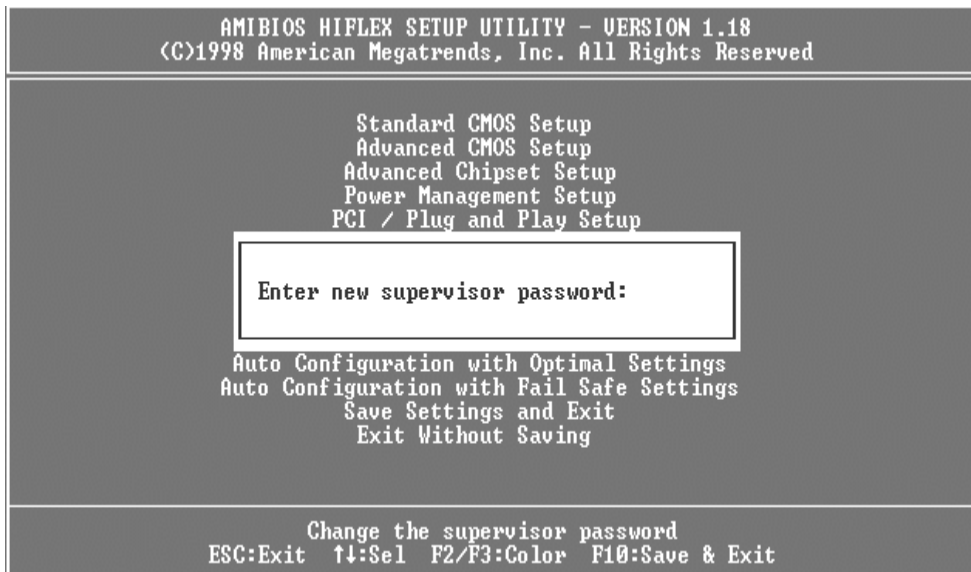 AMIBIOS HIFLEX SETUP UTILITY - VERSION 1.18
(C)1998 American Megatrends, Inc. All Rights Reserved
Standard CMOS Setup
Advanced CMOS Setup
Advanced Chipset Setup
Power Management Setup
PCI / Plug and Play Setup
Enter new supervisor password:
Auto Configuration with Optimal Settings
Auto Configuration with Fail Safe Settings
Save Settings and Exit
Exit Without Saving
Change the supervisor password
ESC:Exit ↑↓:Sel F2/F3:Color F10:Save & Exit